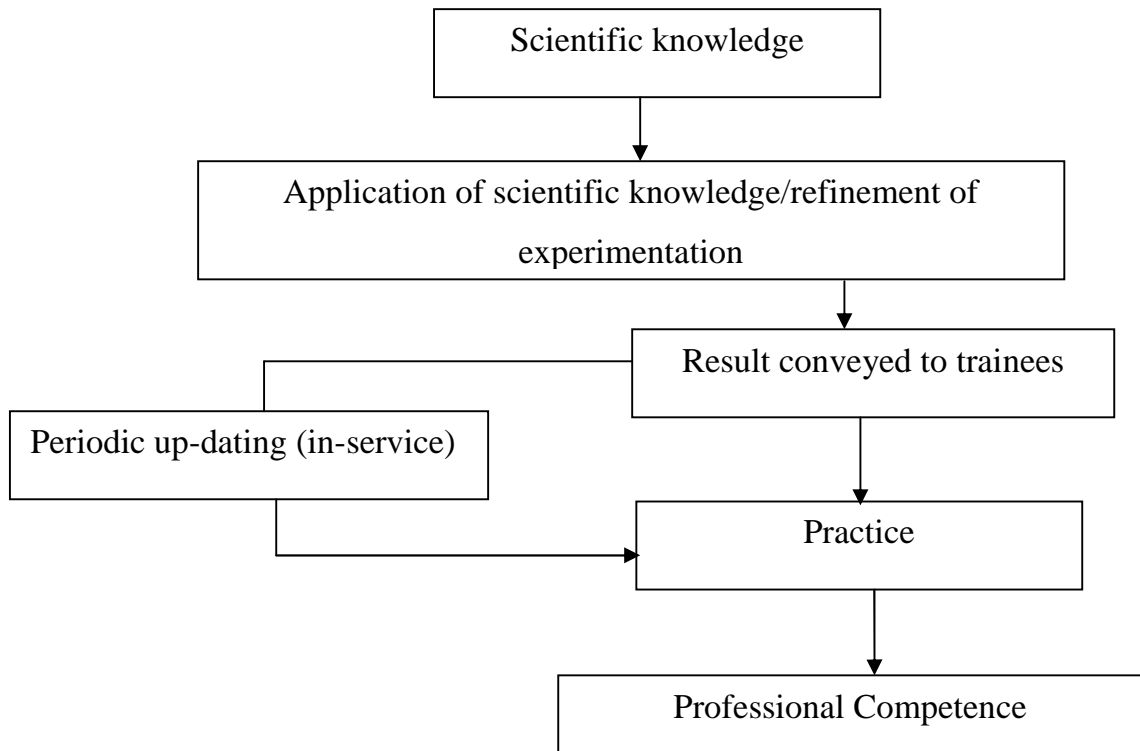 Scientific knowledge
Application of scientific knowledge/refinement of
experimentation
Result conveyed to trainees
Periodic up-dating (in-service)
Practice
Professional Competence